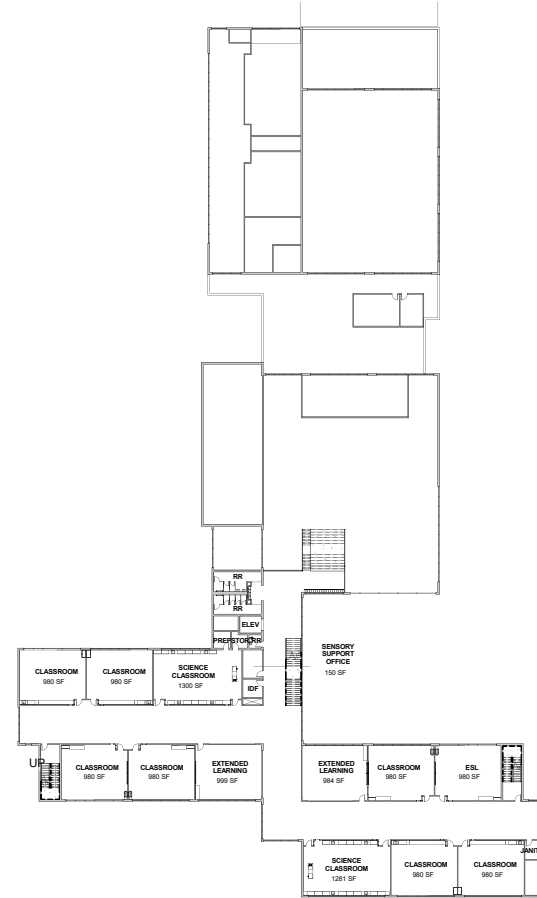 RR
RR
ELEV
PREP
STOR
RR
SENSORY
SUPPORT
OFFICE
150 SF
CLASSROOM
980 SF
CLASSROOM
980 SF
SCIENCE
CLASSROOM
1300 SF
IDF
UP
CLASSROOM
980 SF
CLASSROOM
980 SF
EXTENDED
LEARNING
999 SF
EXTENDED
LEARNING
984 SF
CLASSROOM
980 SF
ESL
980 SF
SCIENCE
CLASSROOM
1281 SF
CLASSROOM
980 SF
CLASSROOM
980 SF
JANIT